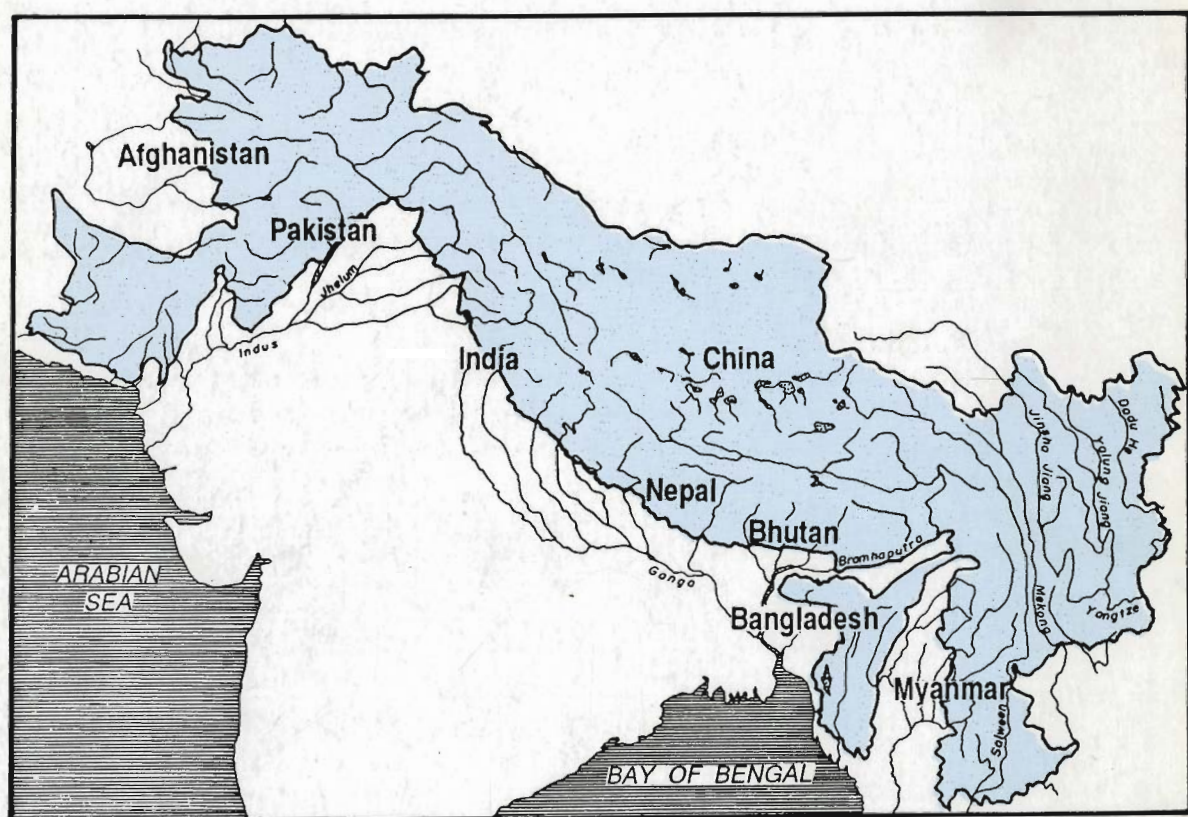 Afghanistan
Pakistan
Jhelum
Indus
India
China
Jingha Jiang
Yalung Jiang
Dadu He
Nepal
Bhutan
Bramhaputra
Ganga
ARABIAN
SEA
Bangladesh
Mekong
Yangtze
Myanmar
Salween
BAY OF BENGAL